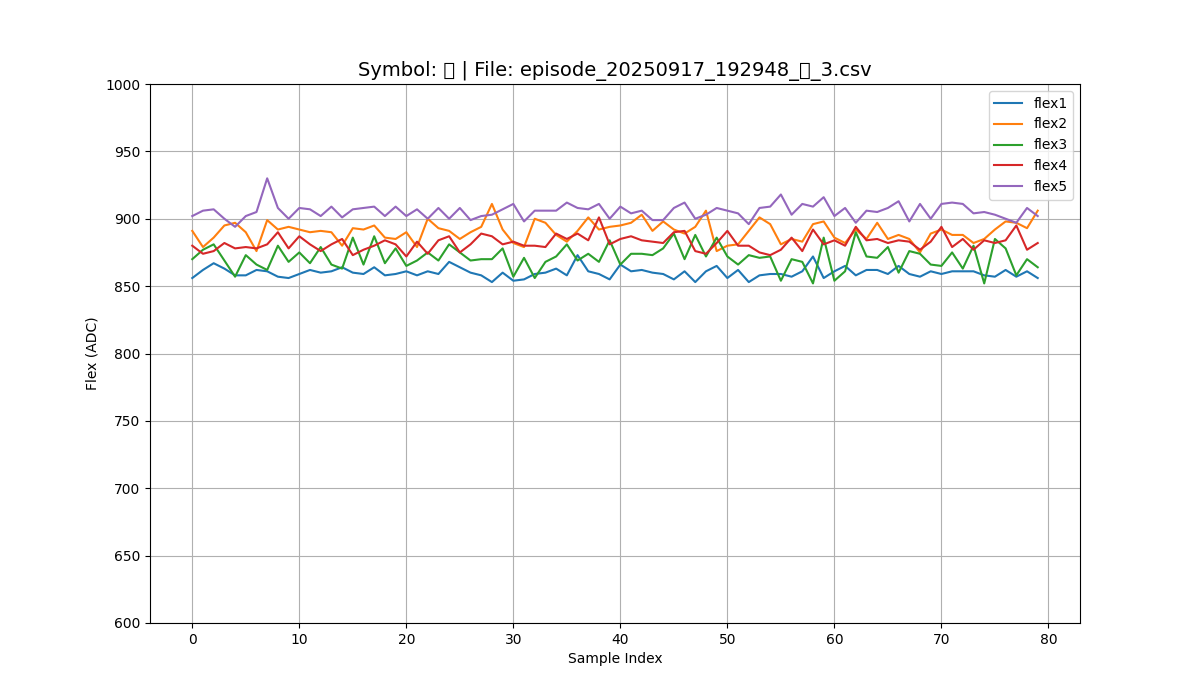 Symbol: | File: episode_20250917_192948_ _3.csv
1000
950
900
850
800
750
700
650
600
Flex (ADC)
0 10 20 30 40 50 60 70 80
Sample Index
flex1
flex2
flex3
flex4
flex5